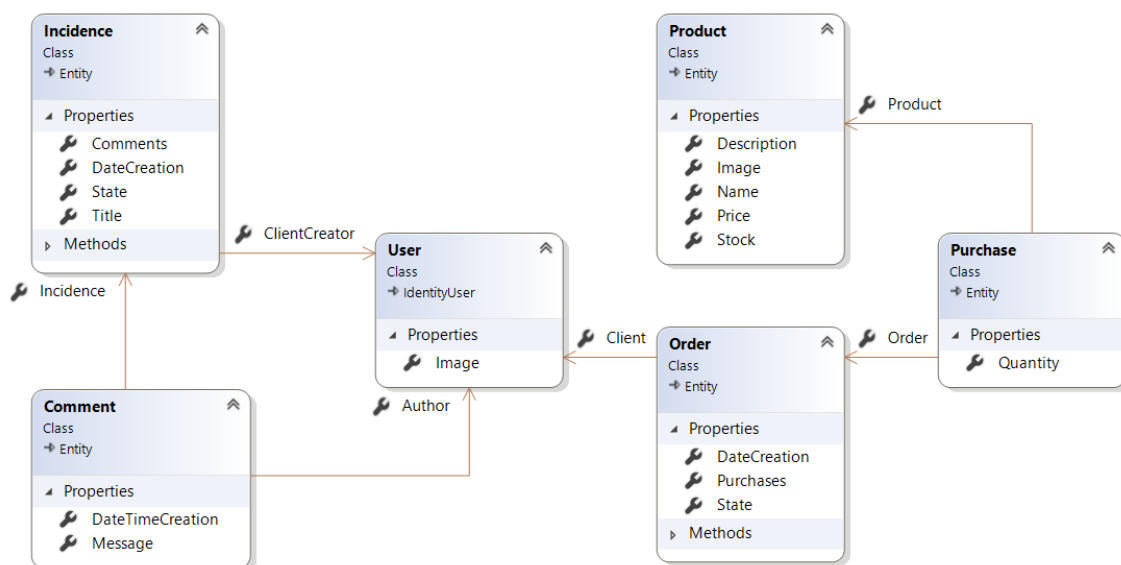 Incidence
Class
Entity
Properties
Comments
DateCreation
State
Title
Methods
ClientCreator
Incidence
Comment
Class
Entity
Properties
DateTimeCreation
Message
User
Class
IdentityUser
Properties
Image
Author
Client
Product
Class
Entity
Properties
Description
Image
Name
Price
Stock
Product
Order
Class
Entity
Properties
DateCreation
Purchases
State
Methods
Order
Purchase
Class
Entity
Properties
Quantity